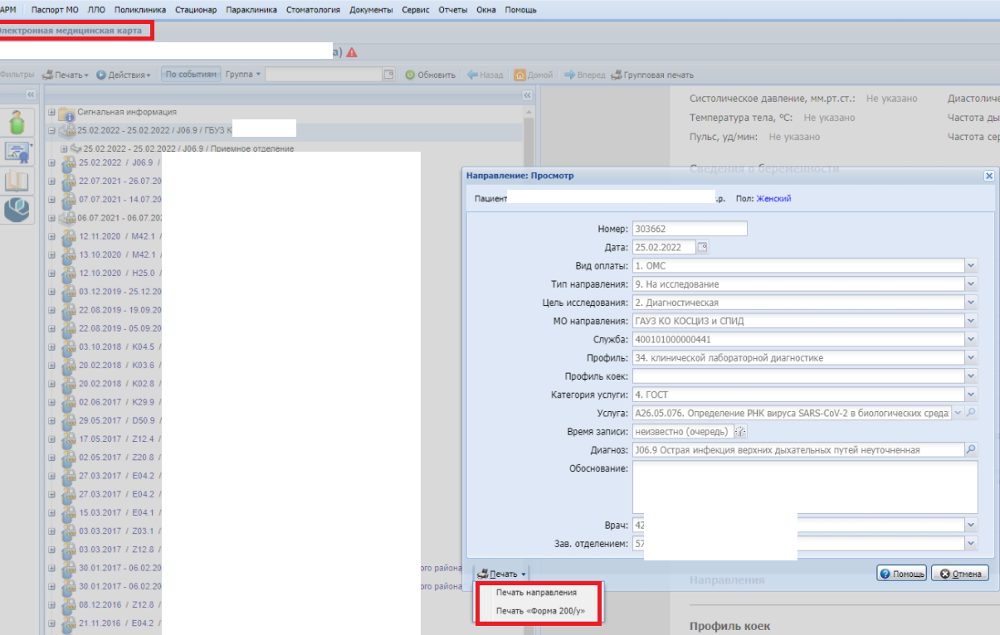 АРМ Паспорт МО ЛЛО Поликлиника Стационар Параклиника Стоматология Документы Сервис Отчеты Окна Помощь
Электронная медицинская карта
а)
Фильтры Печать Действия По событиям Группа Обновить Назад Домой Вперед Групповая печать
Сигнальная информация
25.02.2022 - 25.02.2022 / J06.9 / ГБУЗ К
25.02.2022 - 25.02.2022 / J06.9 / Приемное отделение
25.02.2022 / J06.9 /
22.07.2021 - 26.07.20
07.07.2021 - 14.07.20
06.07.2021 - 06.07.202
12.11.2020 / M42.1 /
13.10.2020 / M42.1 /
12.10.2020 / H25.0 /
03.12.2019 - 25.12.20
22.08.2019 - 19.09.20
22.08.2019 - 05.09.20
03.10.2018 / K04.5 /
20.02.2018 / K03.6 /
20.02.2018 / K02.8 /
02.06.2017 / K29.9 /
29.05.2017 / D50.9 /
17.05.2017 / Z12.4 /
02.05.2017 / Z20.8 /
27.03.2017 / E04.2 /
27.03.2017 / E04.2 /
15.03.2017 / E04.1 /
03.03.2017 / Z03.1 /
03.03.2017 / Z12.8 /
30.01.2017 - 06.02.20 ого района
30.01.2017 - 06.02.20 ого района
08.12.2016 / Z12.8 /
21.11.2016 / E04.2 /
Систолическое давление, мм.рт.ст.: Не указано Диастоличе
Температура тела, ºС: Не указано Частота ды
Пульс, уд/мин: Не указано Частота сер
Сведения о беременности
Направление: Просмотр
Пациент .р. Пол: Женский
Номер: 303662
Дата: 25.02.2022
Вид оплаты: 1. ОМС
Тип направления: 9. На исследование
Цель исследования: 2. Диагностическая
МО направления: ГАУЗ КО КОСЦИЗ и СПИД
Служба: 400101000000441
Профиль: 34. клинической лабораторной диагностике
Профиль коек:
Категория услуги: 4. ГОСТ
Услуга: A26.05.076. Определение РНК вируса SARS-CoV-2 в биологических среда
Время записи: неизвестно (очередь)
Диагноз: J06.9 Острая инфекция верхних дыхательных путей неуточненная
Обоснование:
Врач: 42
Зав. отделением: 57
Печать Помощь Отмена
Печать направления
Печать «Форма 200/у»
Направления
Профиль коек